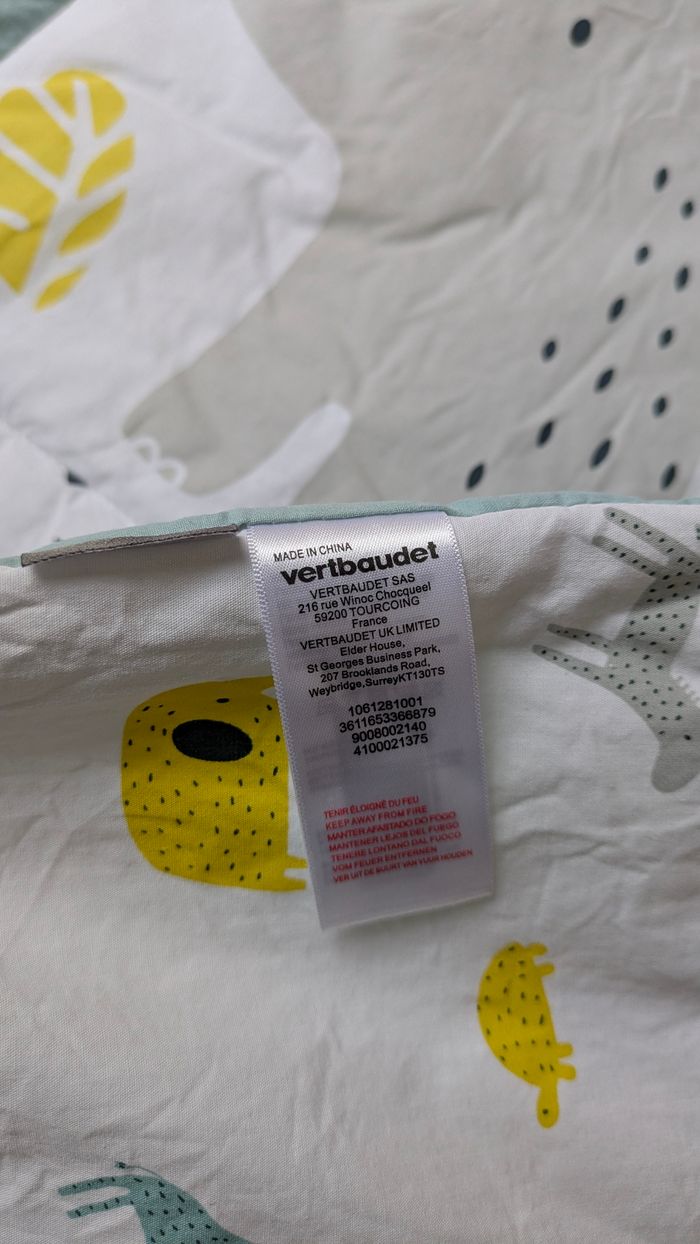 MADE IN CHINA
vertbaudet
VERTBAUDET SAS
216 rue Winoc Chocqueel
59200 TOURCOING
France
VERTBAUDET UK LIMITED
Elder House,
St Georges Business Park,
207 Brooklands Road,
Weybridge,SurreyKT130TS
1061281001
3611653366879
9008002140
4100021375
TENIR ÉLOIGNÉ DU FEU
KEEP AWAY FROM FIRE
MANTER AFASTADO DO FOGO
MANTENER LEJOS DEL FUEGO
TENERE LONTANO DAL FUOCO
VOM FEUER ENTFERNEN
VER UIT DE BUURT VAN VUUR HOUDEN